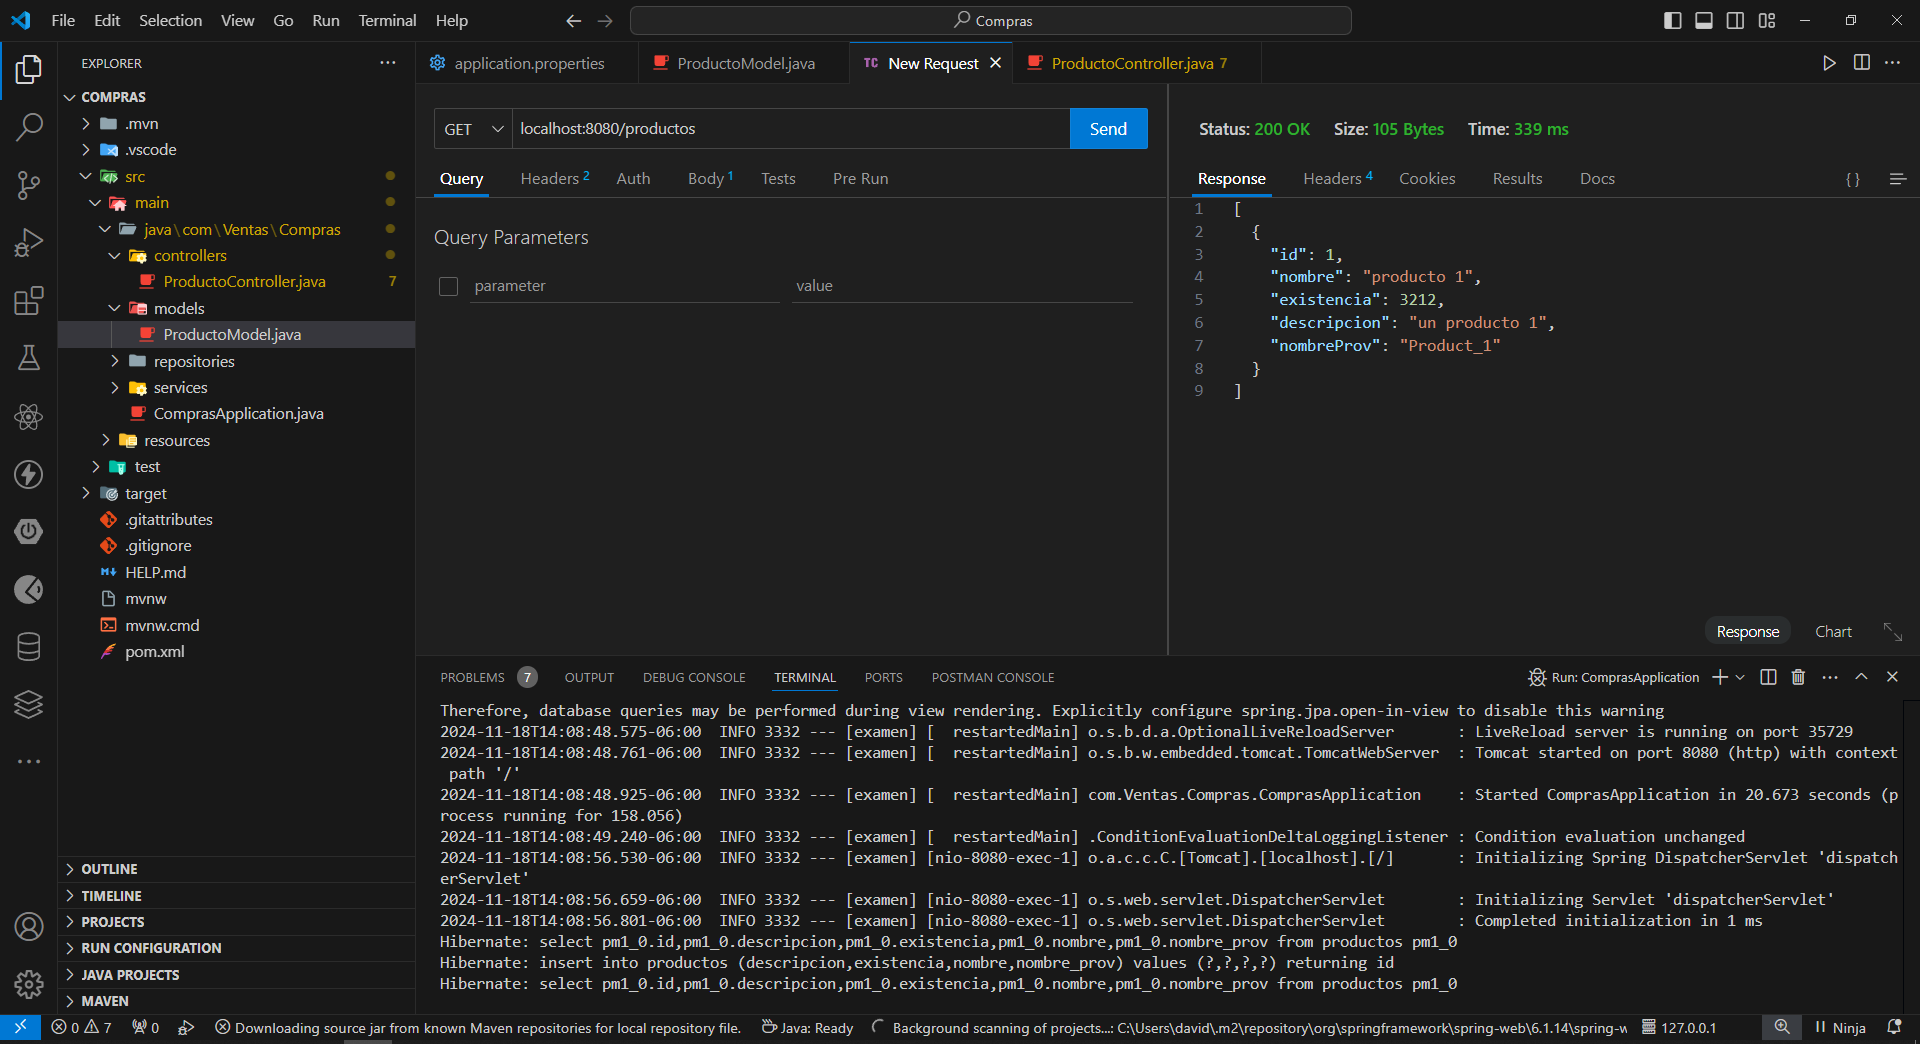 File Edit Selection View Go Run Terminal Help
Compras
EXPLORER
COMPRAS
.mvn
.vscode
src
main
java\com\Ventas\Compras
controllers
ProductoController.java 7
models
ProductoModel.java
repositories
services
ComprasApplication.java
resources
test
target
.gitattributes
.gitignore
HELP.md
mvnw
mvnw.cmd
pom.xml
OUTLINE
TIMELINE
PROJECTS
RUN CONFIGURATION
JAVA PROJECTS
MAVEN
application.properties
ProductoModel.java
TC New Request
ProductoController.java 7
GET localhost:8080/productos Send
Query Headers 2 Auth Body 1 Tests Pre Run
Query Parameters
parameter value
Status: 200 OK Size: 105 Bytes Time: 339 ms
Response Headers 4 Cookies Results Docs {}
1 [
2 {
3 "id": 1,
4 "nombre": "producto 1",
5 "existencia": 3212,
6 "descripcion": "un producto 1",
7 "nombreProv": "Product_1"
8 }
9 ]
Response Chart
PROBLEMS 7 OUTPUT DEBUG CONSOLE TERMINAL PORTS POSTMAN CONSOLE
Run: ComprasApplication
Therefore, database queries may be performed during view rendering. Explicitly configure spring.jpa.open-in-view to disable this warning
2024-11-18T14:08:48.575-06:00 INFO 3332 --- [examen] [ restartedMain] o.s.b.d.a.OptionalLiveReloadServer : LiveReload server is running on port 35729
2024-11-18T14:08:48.761-06:00 INFO 3332 --- [examen] [ restartedMain] o.s.b.w.embedded.tomcat.TomcatWebServer : Tomcat started on port 8080 (http) with context
path '/'
2024-11-18T14:08:48.925-06:00 INFO 3332 --- [examen] [ restartedMain] com.Ventas.Compras.ComprasApplication : Started ComprasApplication in 20.673 seconds (p
rocess running for 158.056)
2024-11-18T14:08:49.240-06:00 INFO 3332 --- [examen] [ restartedMain] .ConditionEvaluationDeltaLoggingListener : Condition evaluation unchanged
2024-11-18T14:08:56.530-06:00 INFO 3332 --- [examen] [nio-8080-exec-1] o.a.c.c.C.[Tomcat].[localhost].[/] : Initializing Spring DispatcherServlet 'dispatch
erServlet'
2024-11-18T14:08:56.659-06:00 INFO 3332 --- [examen] [nio-8080-exec-1] o.s.web.servlet.DispatcherServlet : Initializing Servlet 'dispatcherServlet'
2024-11-18T14:08:56.801-06:00 INFO 3332 --- [examen] [nio-8080-exec-1] o.s.web.servlet.DispatcherServlet : Completed initialization in 1 ms
Hibernate: select pm1_0.id,pm1_0.descripcion,pm1_0.existencia,pm1_0.nombre,pm1_0.nombre_prov from productos pm1_0
Hibernate: insert into productos (descripcion,existencia,nombre,nombre_prov) values (?,?,?,?) returning id
Hibernate: select pm1_0.id,pm1_0.descripcion,pm1_0.existencia,pm1_0.nombre,pm1_0.nombre_prov from productos pm1_0
0 7 0 Downloading source jar from known Maven repositories for local repository file. Java: Ready Background scanning of projects...: C:\Users\david\.m2\repository\org\springframework\spring-web\6.1.14\spring-w 127.0.0.1 Ninja